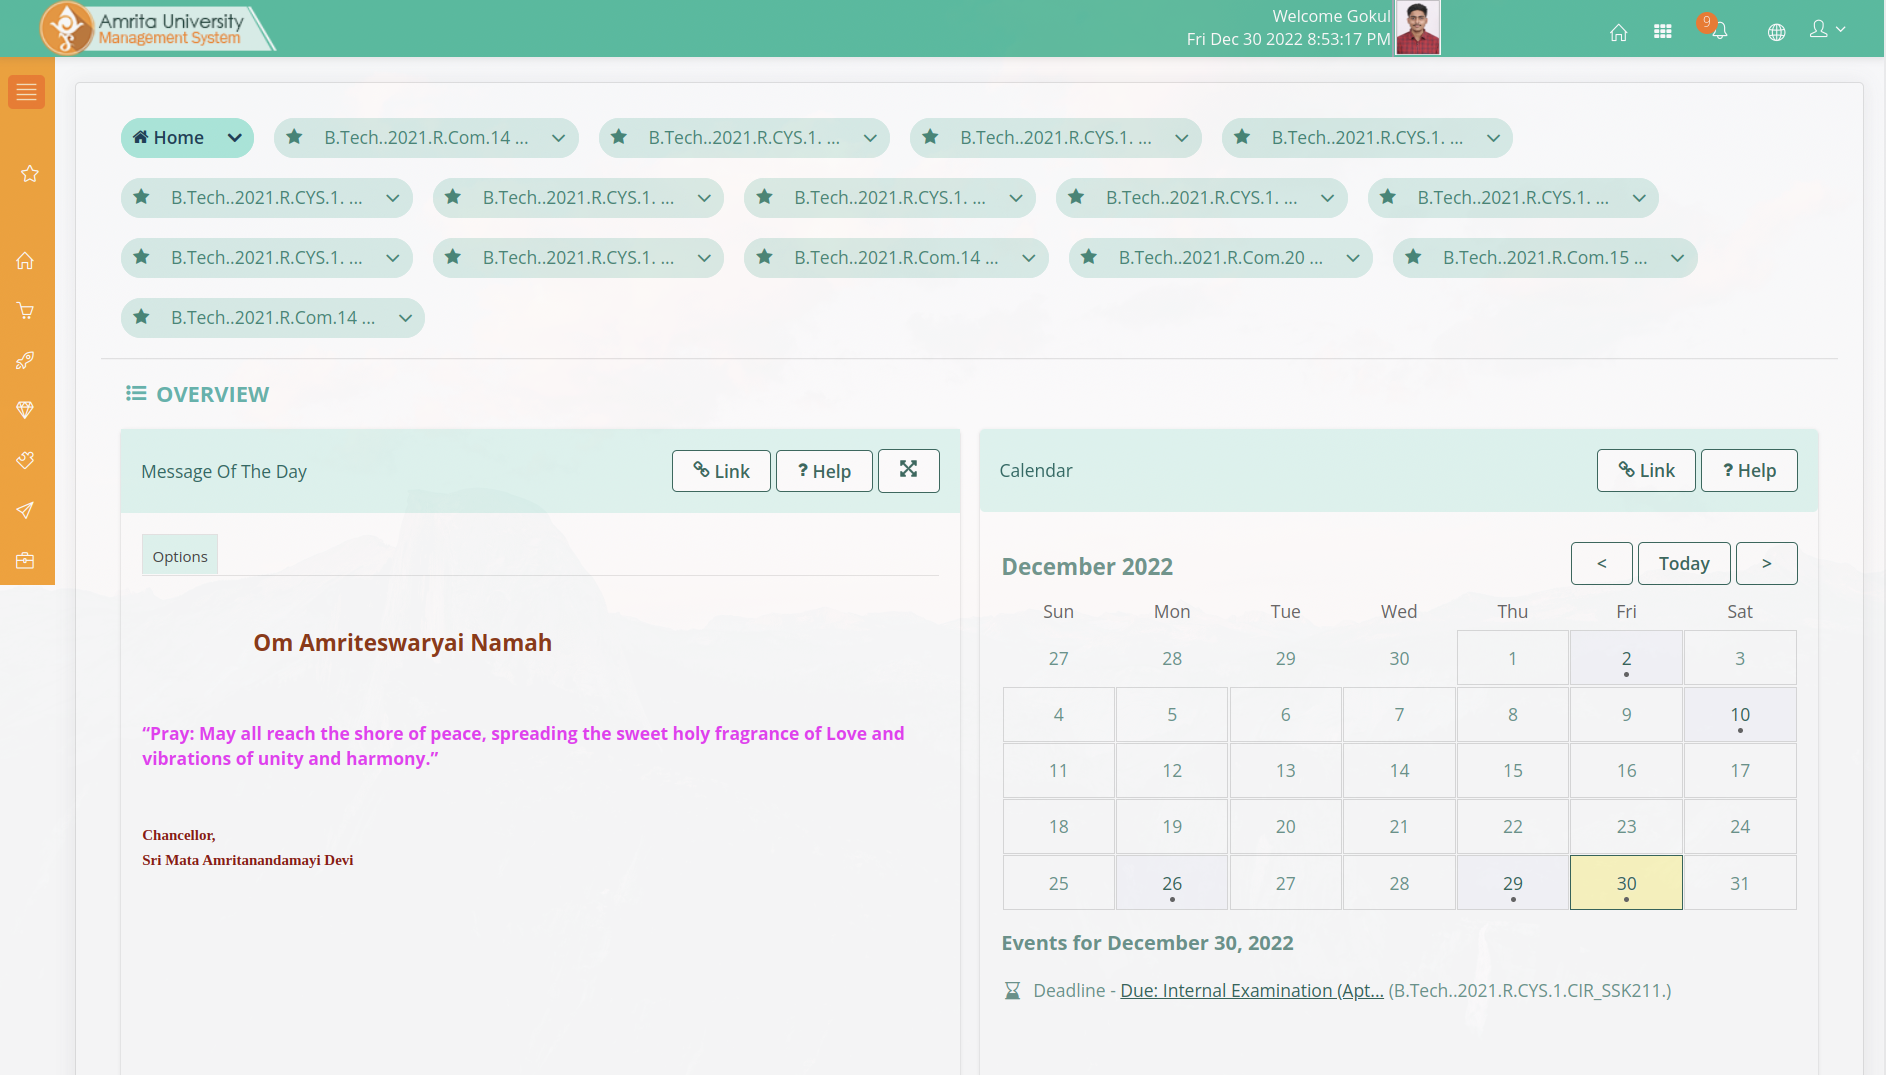 Amrita University
Management System
Welcome Gokul
Fri Dec 30 2022 8:53:17 PM
9
Home
B.Tech..2021.R.Com.14 ...
B.Tech..2021.R.CYS.1. ...
B.Tech..2021.R.CYS.1. ...
B.Tech..2021.R.CYS.1. ...
B.Tech..2021.R.CYS.1. ...
B.Tech..2021.R.CYS.1. ...
B.Tech..2021.R.CYS.1. ...
B.Tech..2021.R.CYS.1. ...
B.Tech..2021.R.CYS.1. ...
B.Tech..2021.R.CYS.1. ...
B.Tech..2021.R.CYS.1. ...
B.Tech..2021.R.Com.14 ...
B.Tech..2021.R.Com.20 ...
B.Tech..2021.R.Com.15 ...
B.Tech..2021.R.Com.14 ...
OVERVIEW
Message Of The Day
Link
? Help
Options
Om Amriteswaryai Namah
“Pray: May all reach the shore of peace, spreading the sweet holy fragrance of Love and
vibrations of unity and harmony.”
Chancellor,
Sri Mata Amritanandamayi Devi
Calendar
Link
? Help
December 2022
< Today >
Sun Mon Tue Wed Thu Fri Sat
27 28 29 30 1 2 3
4 5 6 7 8 9 10
11 12 13 14 15 16 17
18 19 20 21 22 23 24
25 26 27 28 29 30 31
Events for December 30, 2022
Deadline - Due: Internal Examination (Apt... (B.Tech..2021.R.CYS.1.CIR_SSK211.)